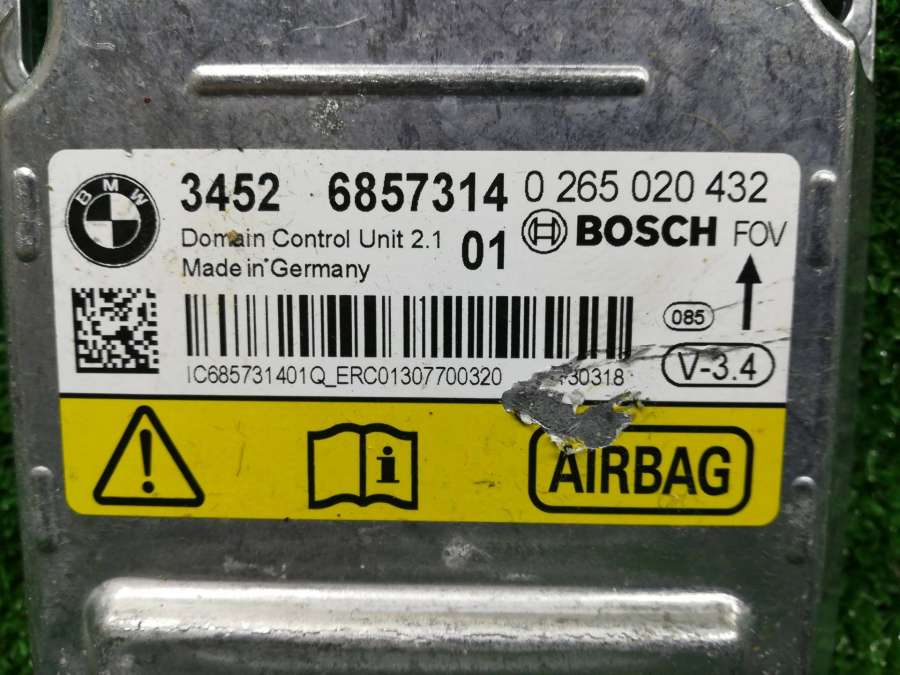 BMW
3452 6857314 0 265 020 432
Domain Control Unit 2.1 01 BOSCH FOV
Made in Germany
085
V-3.4
IC685731401Q_ERC01307700320 30318
AIRBAG